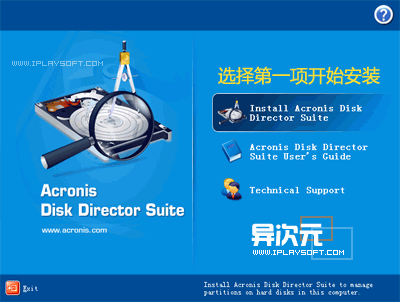 ?
WWW.IPLAYSOFT.COM
选择第一项开始安装
Install Acronis Disk
Director Suite
Acronis Disk Director
Suite User's Guide
Technical Support
Acronis
Disk Director Suite
www.acronis.com
异次元
WWW.IPLAYSOFT.COM
Exit
Install Acronis Disk Director Suite to manage
partitions on hard disks in this computer.